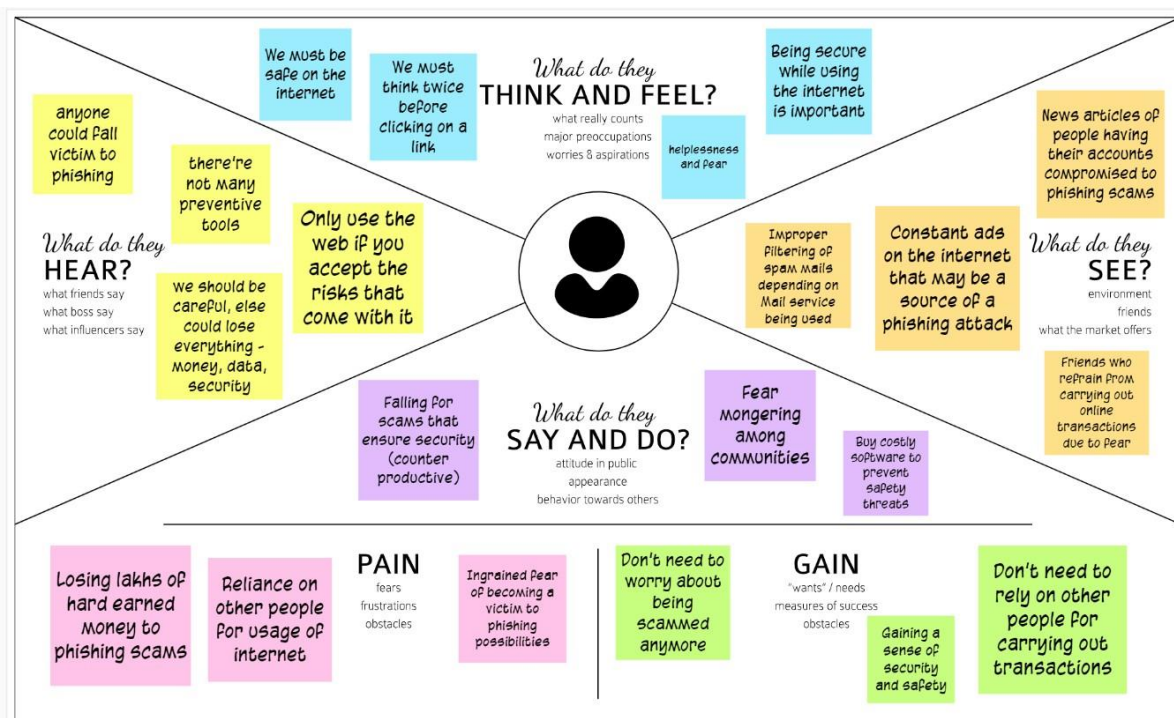 We must be
safe on the
internet
We must
think twice
before
clicking on a
link
What do they
THINK AND FEEL?
what really counts
major preoccupations
worries & aspirations
Being secure
while using
the internet
is important
helplessness
and fear
anyone
could fall
victim to
phishing
there're
not many
preventive
tools
Only use the
web if you
accept the
risks that
come with it
What do they
HEAR?
what friends say
what boss say
what influencers say
we should be
careful, else
could lose
everything -
money, data,
security
News articles of
people having
their accounts
compromised to
phishing scams
Improper
filtering of
spam mails
depending on
Mail service
being used
Constant ads
on the internet
that may be a
source of a
phishing attack
What do they
SEE?
environment
friends
what the market offers
Friends who
refrain from
carrying out
online
transactions
due to fear
Falling for
scams that
ensure security
(counter
productive)
What do they
SAY AND DO?
attitude in public
appearance
behavior towards others
Fear
mongering
among
communities
Buy costly
software to
prevent
safety
threats
Losing lakhs of
hard earned
money to
phishing scams
Reliance on
other people
for usage of
internet
PAIN
fears
frustrations
obstacles
Ingrained fear
of becoming a
victim to
phishing
possibilities
Don't need to
worry about
being
scammed
anymore
GAIN
"wants" / needs
measures of success
obstacles
Gaining a
sense of
security
and safety
Don't need to
rely on other
people for
carrying out
transactions